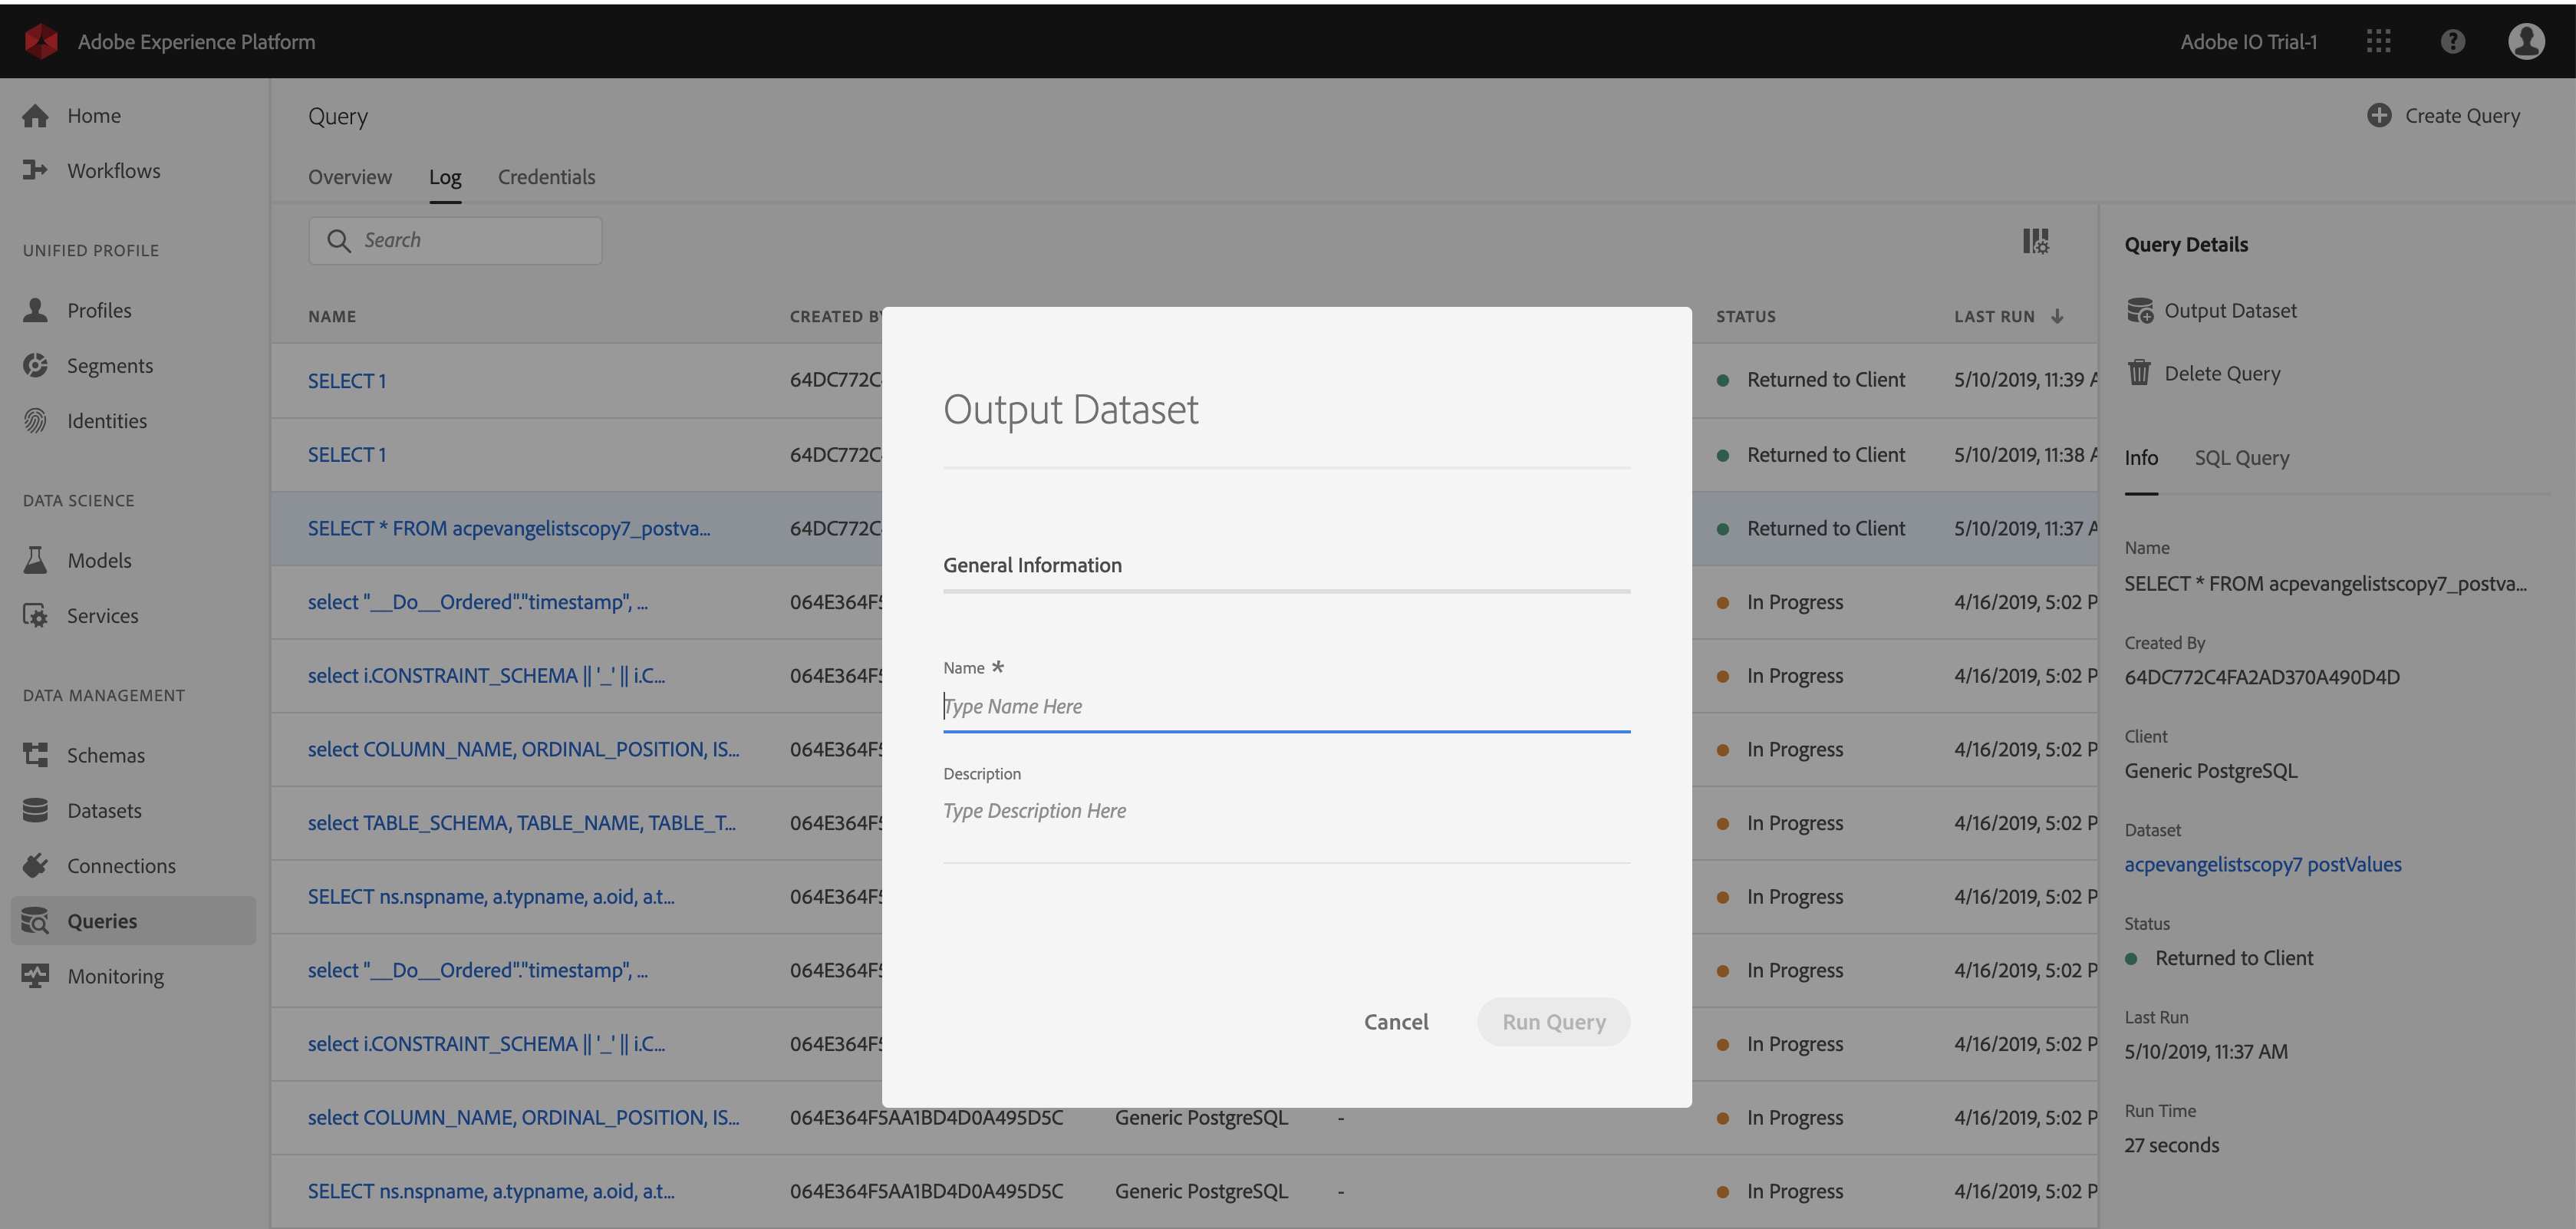 Adobe Experience Platform
Adobe IO Trial-1
Home
Workflows
UNIFIED PROFILE
Profiles
Segments
Identities
DATA SCIENCE
Models
Services
DATA MANAGEMENT
Schemas
Datasets
Connections
Queries
Monitoring
Query
Create Query
Overview Log Credentials
Search
NAME CREATED BY STATUS LAST RUN
SELECT 1 64DC772C Returned to Client 5/10/2019, 11:39 A
SELECT 1 64DC772C Returned to Client 5/10/2019, 11:38 A
SELECT * FROM acpevangelistscopy7_postva... 64DC772C Returned to Client 5/10/2019, 11:37 A
select "__Do__Ordered"."timestamp", ... 064E364F5 In Progress 4/16/2019, 5:02 P
select i.CONSTRAINT_SCHEMA || '_' || i.C... 064E364F5 In Progress 4/16/2019, 5:02 P
select COLUMN_NAME, ORDINAL_POSITION, IS... 064E364F5 In Progress 4/16/2019, 5:02 P
select TABLE_SCHEMA, TABLE_NAME, TABLE_T... 064E364F5 In Progress 4/16/2019, 5:02 P
SELECT ns.nspname, a.typname, a.oid, a.t... 064E364F5 In Progress 4/16/2019, 5:02 P
select "__Do__Ordered"."timestamp", ... 064E364F5 In Progress 4/16/2019, 5:02 P
select i.CONSTRAINT_SCHEMA || '_' || i.C... 064E364F5 In Progress 4/16/2019, 5:02 P
select COLUMN_NAME, ORDINAL_POSITION, IS... 064E364F5AA1BD4D0A495D5C Generic PostgreSQL - In Progress 4/16/2019, 5:02 P
SELECT ns.nspname, a.typname, a.oid, a.t... 064E364F5AA1BD4D0A495D5C Generic PostgreSQL - In Progress 4/16/2019, 5:02 P
Output Dataset
General Information
Name *
Type Name Here
Description
Type Description Here
Cancel Run Query
Query Details
Output Dataset
Delete Query
Info SQL Query
Name
SELECT * FROM acpevangelistscopy7_postva...
Created By
64DC772C4FA2AD370A490D4D
Client
Generic PostgreSQL
Dataset
acpevangelistscopy7 postValues
Status
Returned to Client
Last Run
5/10/2019, 11:37 AM
Run Time
27 seconds